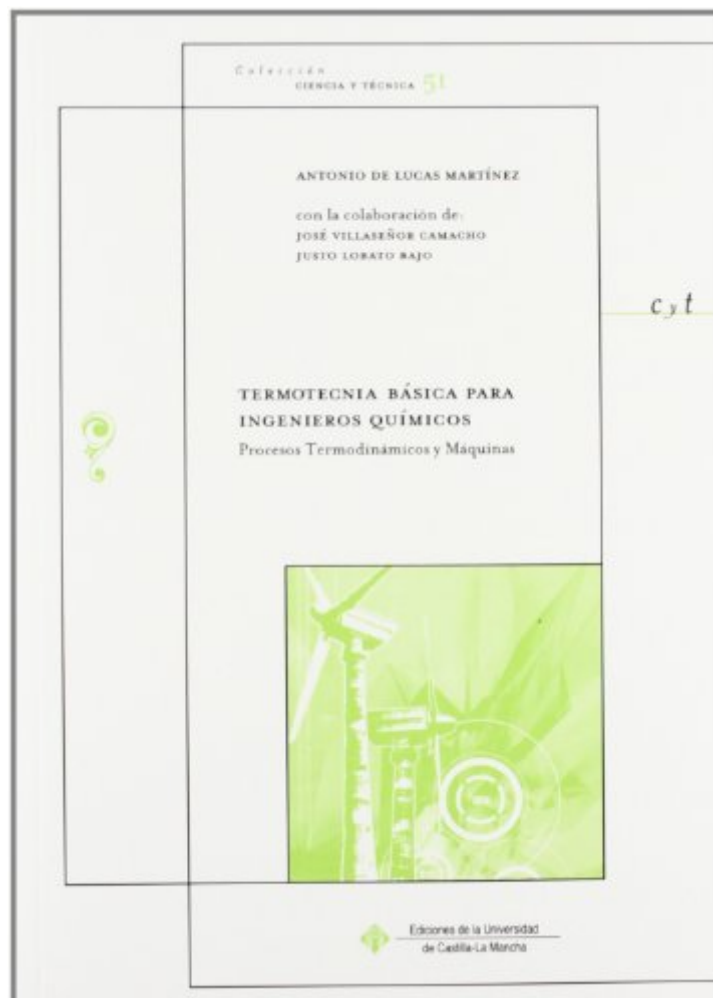 Colección
CIENCIA Y TÉCNICA 51
ANTONIO DE LUCAS MARTÍNEZ
con la colaboración de:
JOSÉ VILLASEÑOR CAMACHO
JUSTO LOBATO BAJO
c y t
TERMOTECNIA BÁSICA PARA
INGENIEROS QUÍMICOS
Procesos Termodinámicos y Máquinas
Ediciones de la Universidad
de Castilla-La Mancha